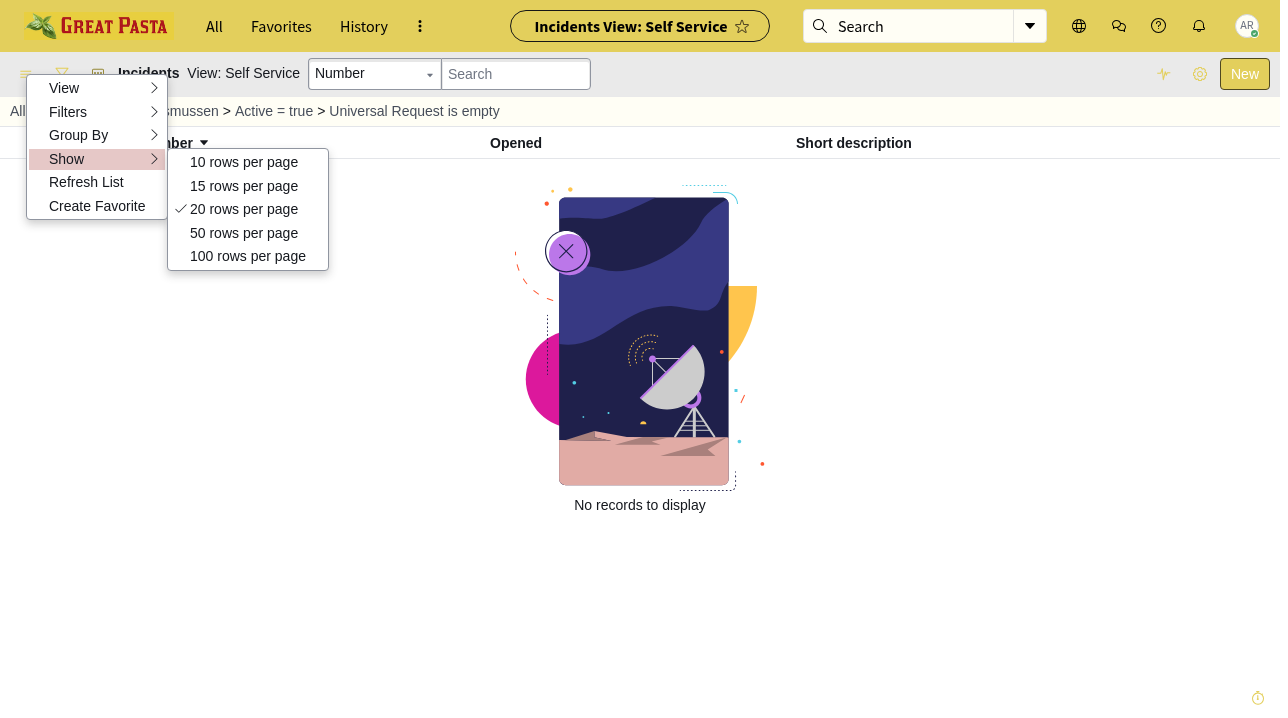 GREAT PASTA All Favorites History Incidents View: Self Service Search AR
Incidents View: Self Service Number Search New
All smussen > Active = true > Universal Request is empty
mber Opened Short description
View
Filters
Group By
Show
Refresh List
Create Favorite
10 rows per page
15 rows per page
20 rows per page
50 rows per page
100 rows per page
No records to display